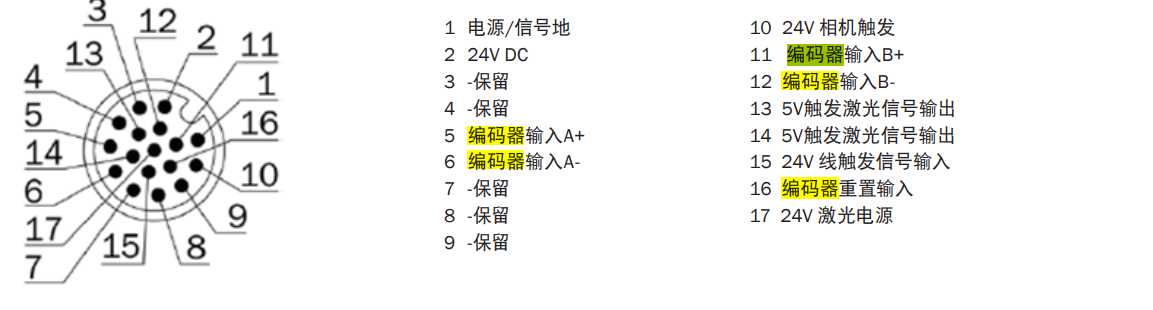 3
12
2
13
11
4
1
5
16
14
6
10
17
9
15
8
7
1 电源/信号地
2 24V DC
3 -保留
4 -保留
5 编码器输入A+
6 编码器输入A-
7 -保留
8 -保留
9 -保留
10 24V 相机触发
11 编码器输入B+
12 编码器输入B-
13 5V触发激光信号输出
14 5V触发激光信号输出
15 24V 线触发信号输入
16 编码器重置输入
17 24V 激光电源